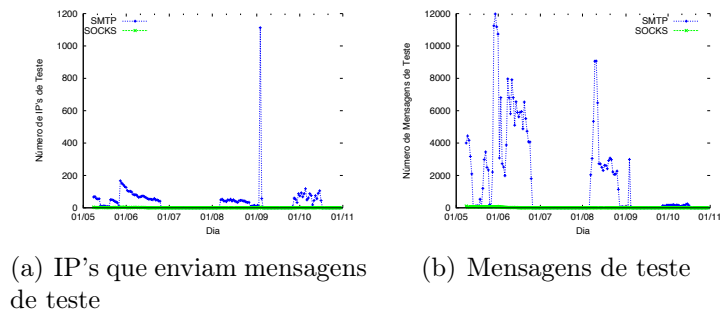 1200
SMTP
SOCKS
1000
800
600
400
200
0
01/05 01/06 01/07 01/08 01/09 01/10 01/11
Número de IP's de Teste
Dia
(a) IP's que enviam mensagens
de teste
12000
SMTP
SOCKS
10000
8000
6000
4000
2000
0
01/05 01/06 01/07 01/08 01/09 01/10 01/11
Número de Mensagens de Teste
Dia
(b) Mensagens de teste